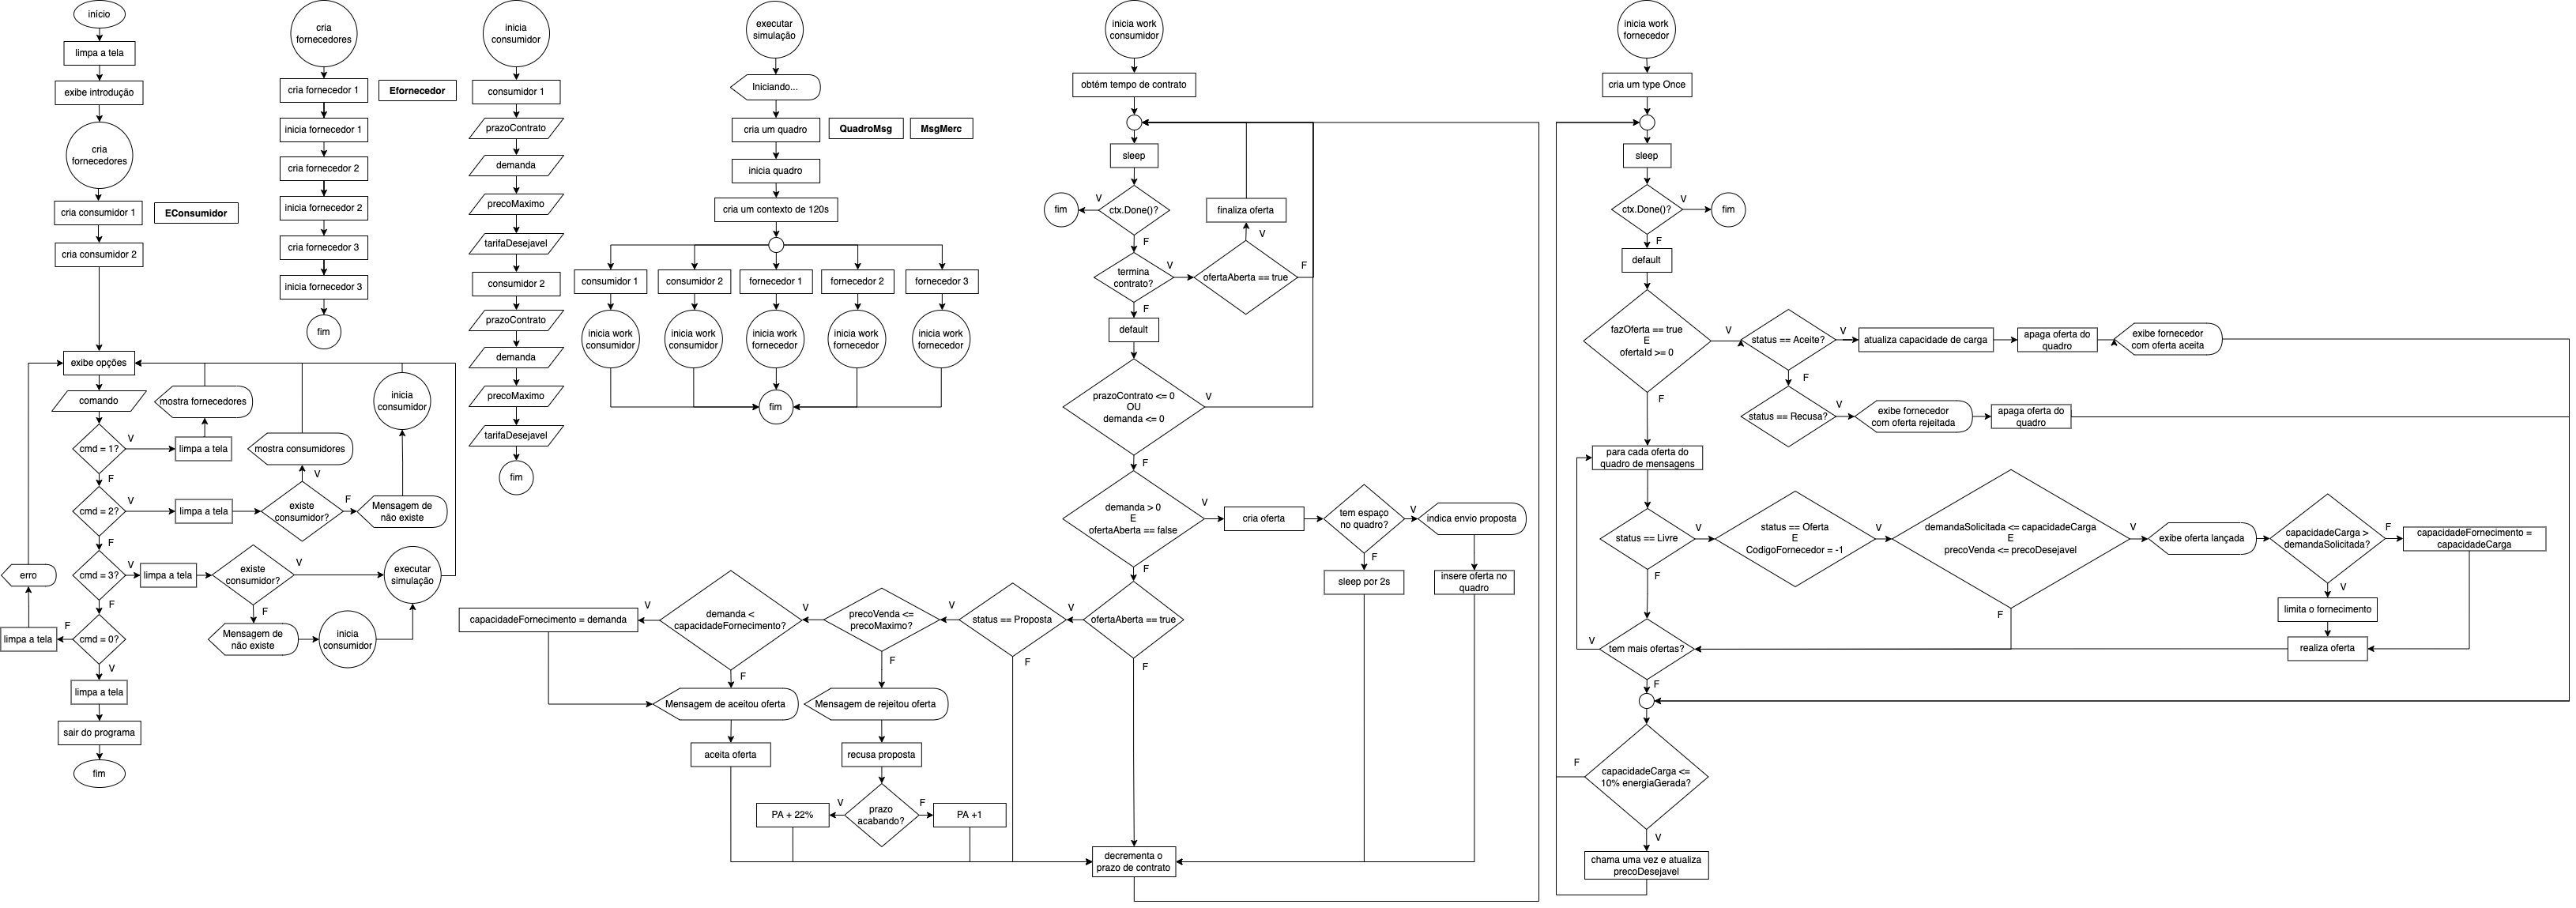 início
limpa a tela
exibe introdução
cria
fornecedores
cria consumidor 1
EConsumidor
cria consumidor 2
exibe opções
comando
mostra fornecedores
inicia
consumidor
cmd = 1?
V
limpa a tela
mostra consumidores
F
V
cmd = 2?
V
limpa a tela
existe
consumidor?
F
Mensagem de
não existe
F
erro
cmd = 3?
V
limpa a tela
existe
consumidor?
V
executar
simulação
F
F
limpa a tela
F
cmd = 0?
Mensagem de
não existe
inicia
consumidor
V
limpa a tela
sair do programa
fim
cria
fornecedores
cria fornecedor 1
Efornecedor
inicia fornecedor 1
cria fornecedor 2
inicia fornecedor 2
cria fornecedor 3
inicia fornecedor 3
fim
inicia
consumidor
consumidor 1
prazoContrato
demanda
precoMaximo
tarifaDesejavel
consumidor 2
prazoContrato
demanda
precoMaximo
tarifaDesejavel
fim
executar
simulação
Iniciando...
cria um quadro
QuadroMsg
MsgMerc
inicia quadro
cria um contexto de 120s
consumidor 1
consumidor 2
fornecedor 1
fornecedor 2
fornecedor 3
inicia work
consumidor
inicia work
consumidor
inicia work
fornecedor
inicia work
fornecedor
inicia work
fornecedor
fim
inicia work
consumidor
obtém tempo de contrato
sleep
fim
V
ctx.Done()?
finaliza oferta
F
V
termina
contrato?
V
ofertaAberta == true
F
F
default
prazoContrato <= 0
OU
demanda <= 0
V
F
demanda > 0
E
ofertaAberta == false
V
cria oferta
tem espaço
no quadro?
V
indica envio proposta
F
F
sleep por 2s
insere oferta no
quadro
capacidadeFornecimento = demanda
V
demanda <
capacidadeFornecimento?
V
precoVenda <=
precoMaximo?
V
status == Proposta
V
ofertaAberta == true
F
F
F
F
Mensagem de aceitou oferta
Mensagem de rejeitou oferta
aceita oferta
recusa proposta
PA + 22%
V
prazo
acabando?
F
PA +1
decrementa o
prazo de contrato
inicia work
fornecedor
cria um type Once
sleep
ctx.Done()?
V
fim
F
default
fazOferta == true
E
ofertaId >= 0
V
status == Aceite?
V
atualiza capacidade de carga
apaga oferta do
quadro
exibe fornecedor
com oferta aceita
F
F
status == Recusa?
V
exibe fornecedor
com oferta rejeitada
apaga oferta do
quadro
para cada oferta do
quadro de mensagens
status == Livre
V
status == Oferta
E
CodigoFornecedor = -1
V
demandaSolicitada <= capacidadeCarga
E
precoVenda <= precoDesejavel
V
exibe oferta lançada
capacidadeCarga >
demandaSolicitada?
F
capacidadeFornecimento =
capacidadeCarga
F
V
F
limita o fornecimento
V
tem mais ofertas?
realiza oferta
F
F
capacidadeCarga <=
10% energiaGerada?
V
chama uma vez e atualiza
precoDesejavel